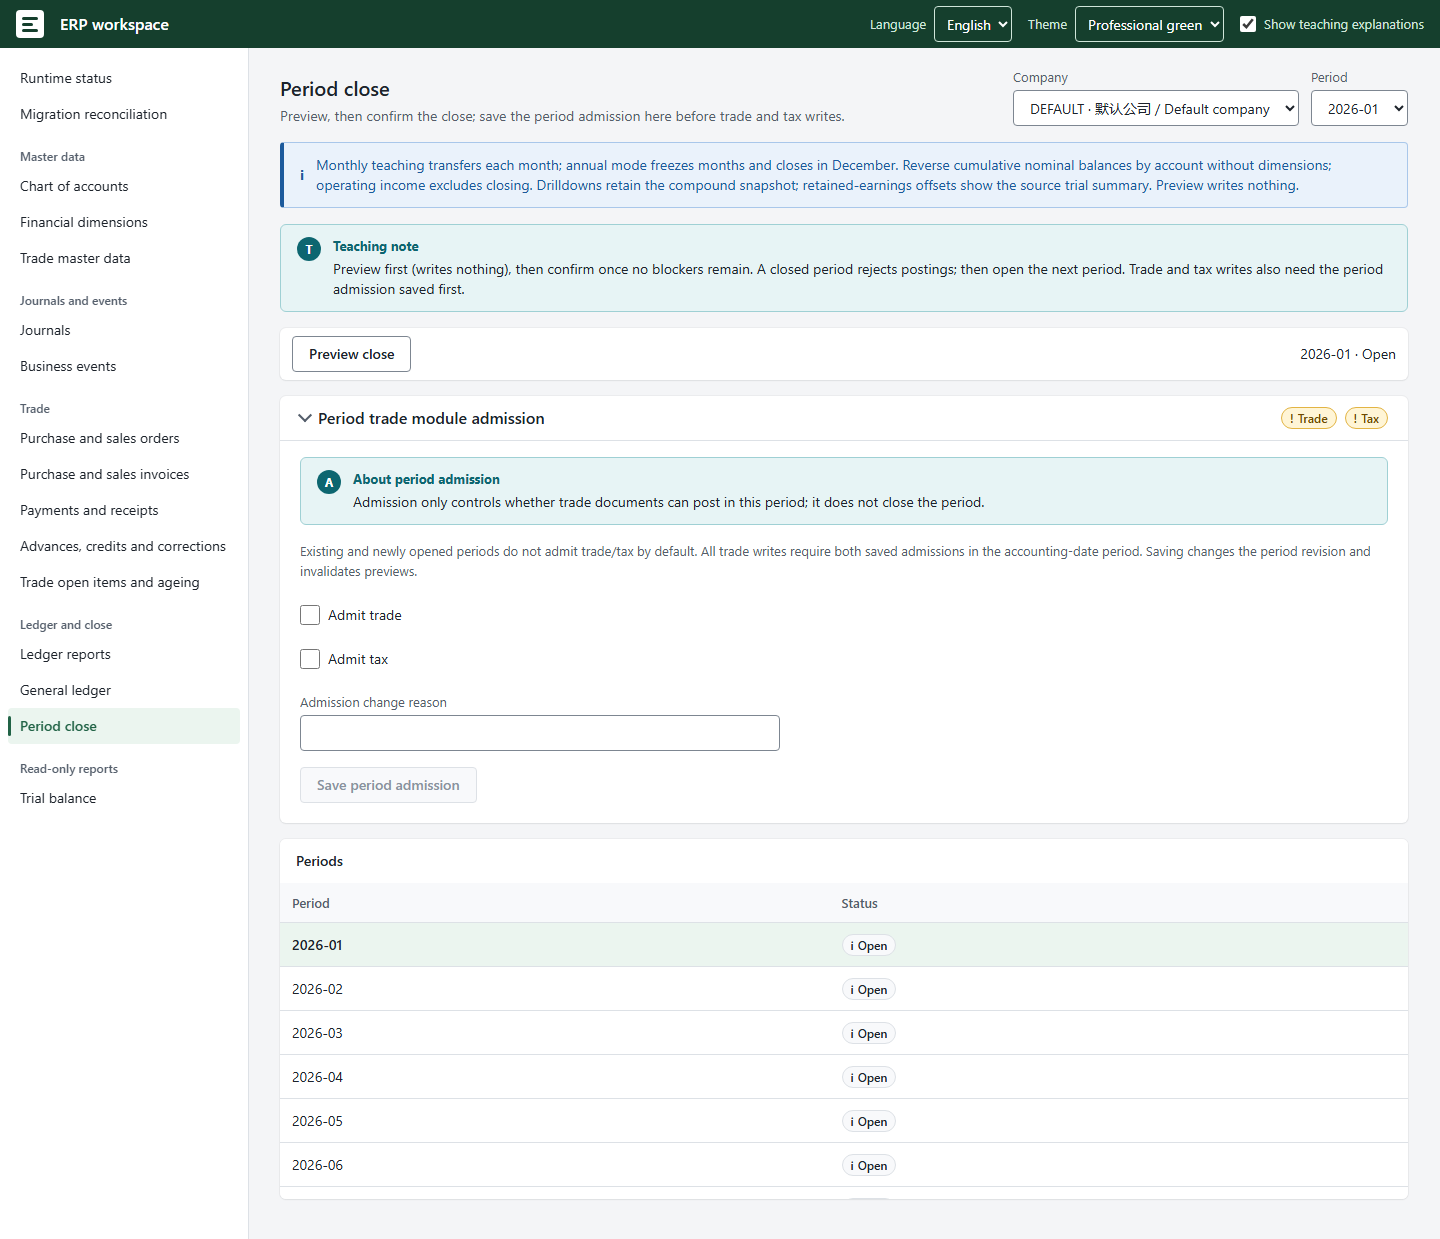 ERP workspace
Language English Theme Professional green Show teaching explanations
Runtime status
Migration reconciliation
Master data
Chart of accounts
Financial dimensions
Trade master data
Journals and events
Journals
Business events
Trade
Purchase and sales orders
Purchase and sales invoices
Payments and receipts
Advances, credits and corrections
Trade open items and ageing
Ledger and close
Ledger reports
General ledger
Period close
Read-only reports
Trial balance
Period close
Preview, then confirm the close; save the period admission here before trade and tax writes.
Company
DEFAULT · 默认公司 / Default company
Period
2026-01
i
Monthly teaching transfers each month; annual mode freezes months and closes in December. Reverse cumulative nominal balances by account without dimensions;
operating income excludes closing. Drilldowns retain the compound snapshot; retained-earnings offsets show the source trial summary. Preview writes nothing.
T
Teaching note
Preview first (writes nothing), then confirm once no blockers remain. A closed period rejects postings; then open the next period. Trade and tax writes also need the period
admission saved first.
Preview close
2026-01 · Open
Period trade module admission
! Trade
! Tax
A
About period admission
Admission only controls whether trade documents can post in this period; it does not close the period.
Existing and newly opened periods do not admit trade/tax by default. All trade writes require both saved admissions in the accounting-date period. Saving changes the period revision and
invalidates previews.
Admit trade
Admit tax
Admission change reason
Save period admission
Periods
Period Status
2026-01 i Open
2026-02 i Open
2026-03 i Open
2026-04 i Open
2026-05 i Open
2026-06 i Open